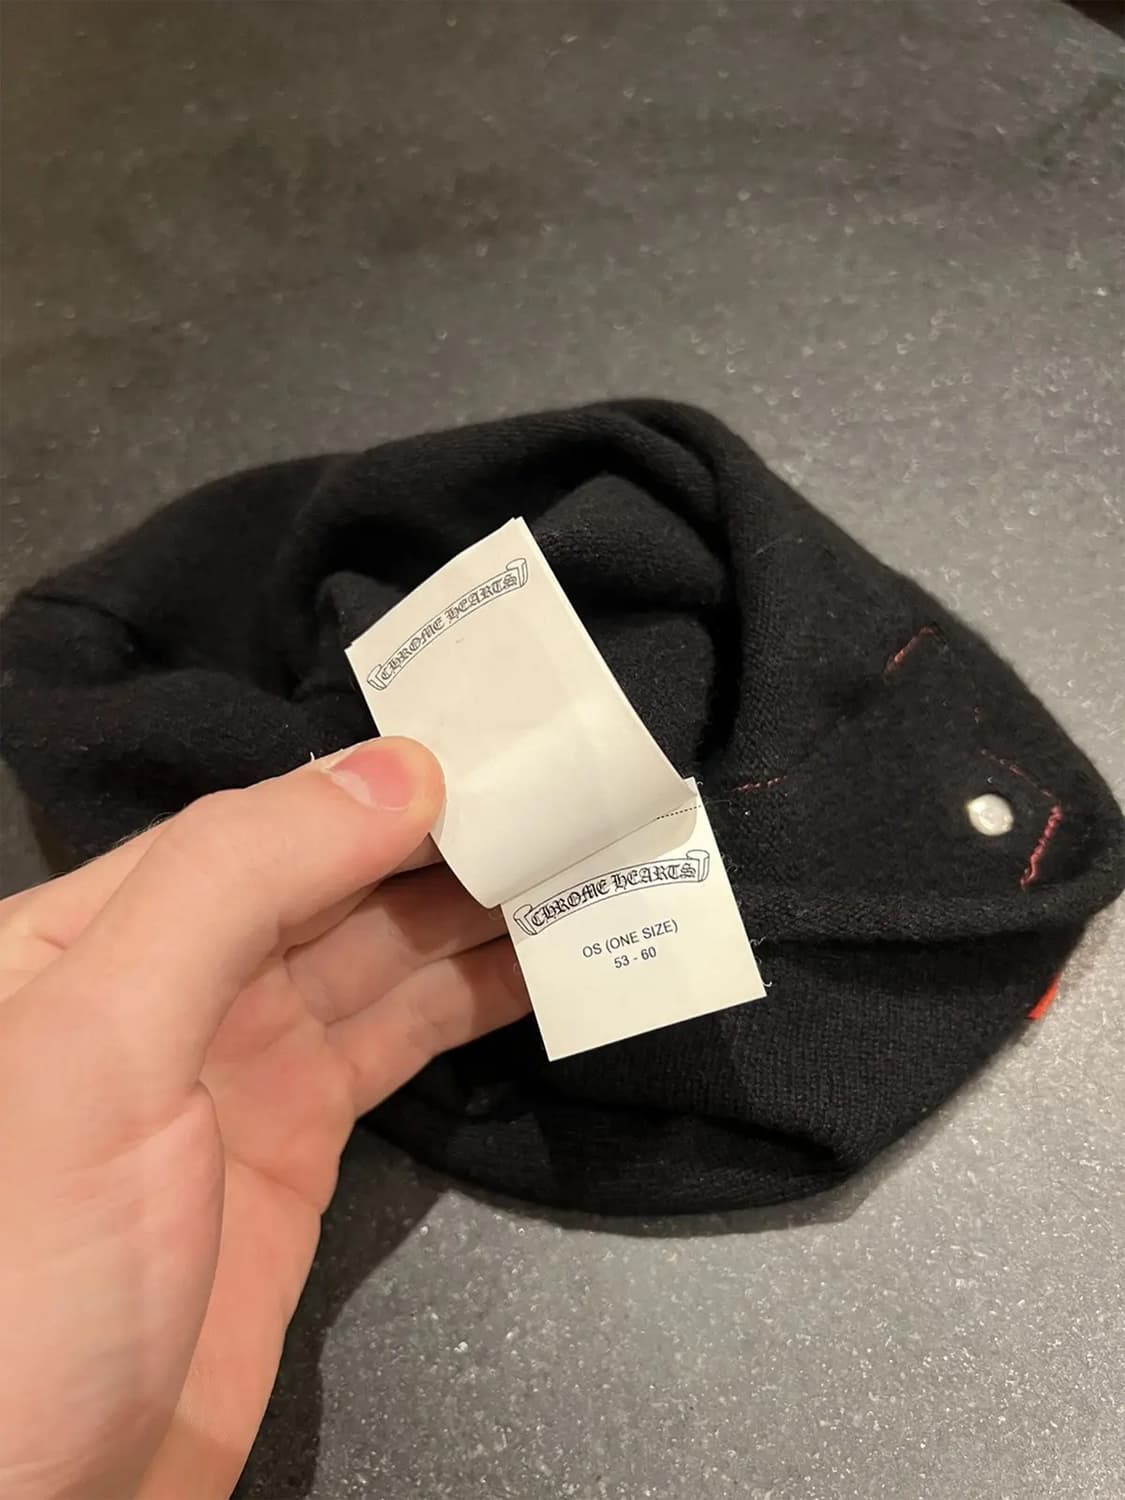 CHROME HEARTS
CHROME HEARTS
OS (ONE SIZE)
53 - 60